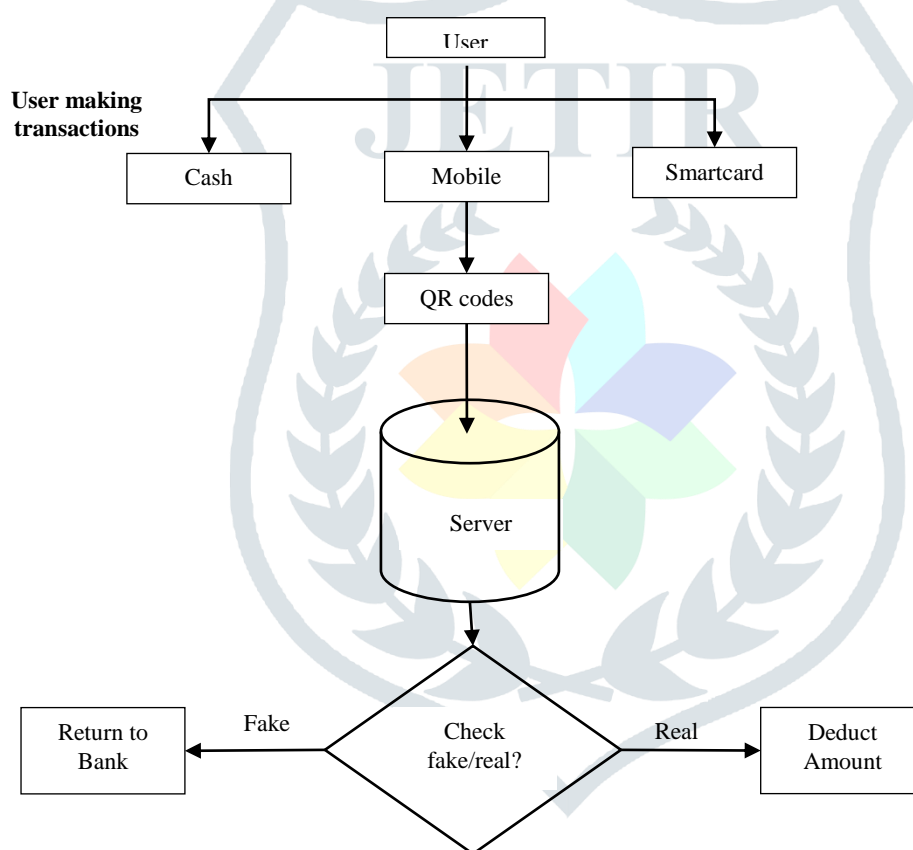 User
JETIR
User making
transactions
Cash
Mobile
Smartcard
QR codes
Server
Check
fake/real?
Fake
Real
Return to
Bank
Deduct
Amount